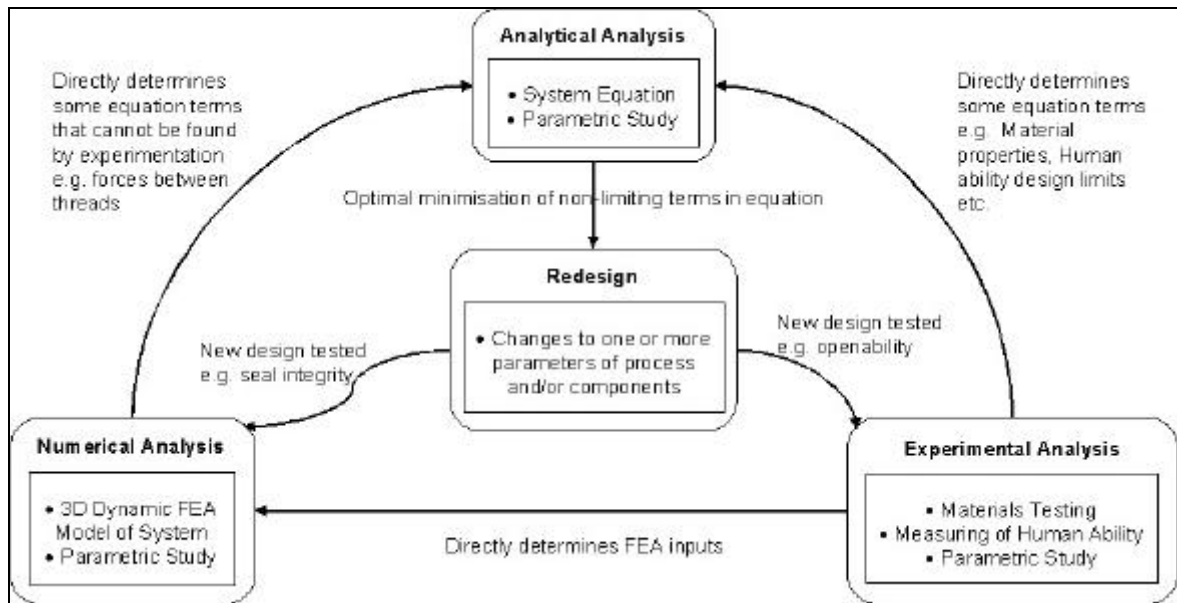 Analytical Analysis
• System Equation
• Parametric Study
Directly determines
some equation terms
that cannot be found
by experimentation
e.g. forces between
threads
Directly determines
some equation terms
e.g. Material
properties, Human
ability design limits
etc.
Optimal minimisation of non-limiting terms in equation
Redesign
• Changes to one or more
parameters of process
and/or components
New design tested
e.g. seal integrity
New design tested
e.g. openability
Numerical Analysis
• 3D Dynamic FEA
Model of System
• Parametric Study
Experimental Analysis
• Materials Testing
• Measuring of Human Ability
• Parametric Study
Directly determines FEA inputs